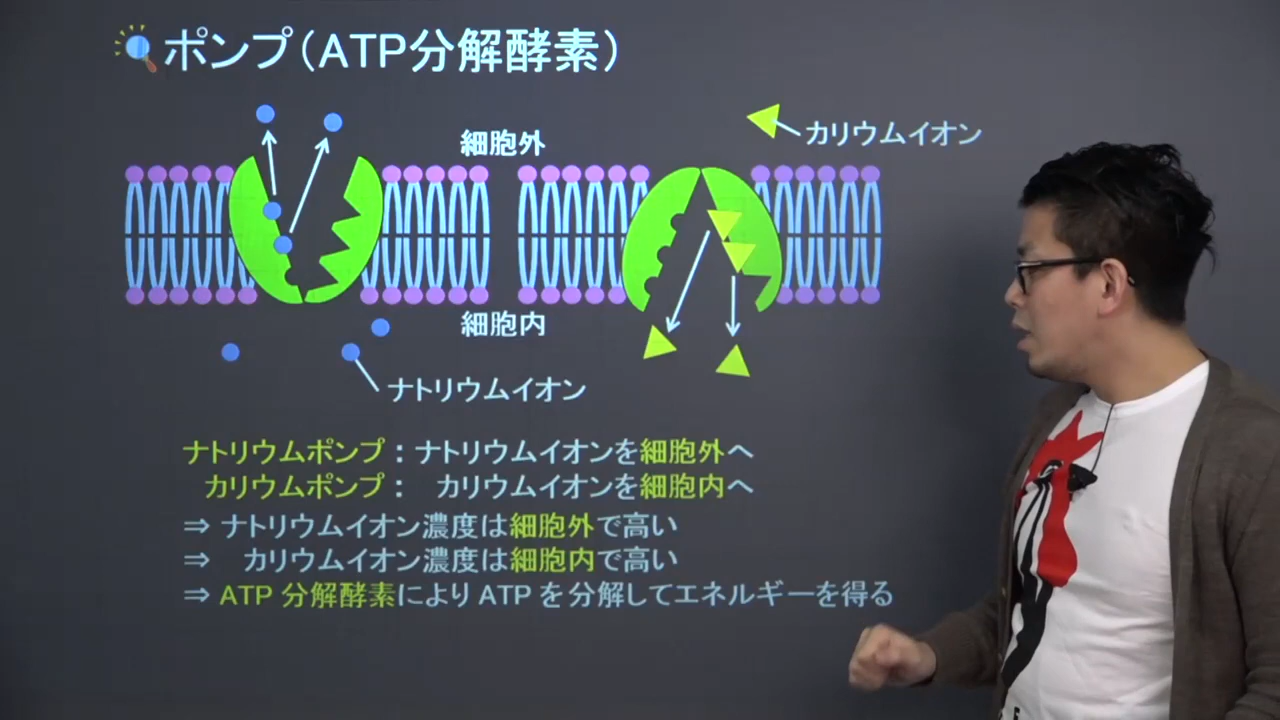 ポンプ（ATP分解酵素）
細胞外
カリウムイオン
細胞内
ナトリウムイオン
ナトリウムポンプ：ナトリウムイオンを細胞外へ
カリウムポンプ：　カリウムイオンを細胞内へ
⇒ ナトリウムイオン濃度は細胞外で高い
⇒　カリウムイオン濃度は細胞内で高い
⇒ ATP 分解酵素により ATP を分解してエネルギーを得る